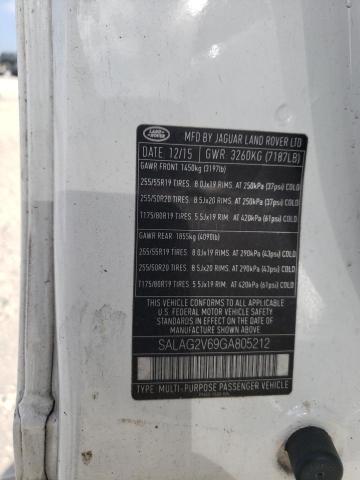 LAND ROVER
MFD BY JAGUAR LAND ROVER LTD
DATE: 12/15 GWR: 3260KG (7187LB)
GAWR FRONT: 1450kg (3197lb)
255/55R19 TIRES. 8 0Jx19 RIMS. AT 250kPA (37psi) COLD
255/50R20 TIRES. 8 5Jx20 RIMS. AT 250kPA (37psi) COLD
T175/80R19 TIRES. 5 5Jx19 RIMS. AT 420kPA (61psi) COLD
GAWR REAR: 1855kg (4090lb)
255/55R19 TIRES. 8 0Jx19 RIMS. AT 290kPA (43psi) COLD
255/50R20 TIRES. 8 5Jx20 RIMS. AT 290kPA (43psi) COLD
T175/80R19 TIRES. 5 5Jx19 RIMS. AT 420kPA (61psi) COLD
THIS VEHICLE CONFORMS TO ALL APPLICABLE
U.S. FEDERAL MOTOR VEHICLE SAFETY
STANDARDS IN EFFECT ON THE DATE OF
MANUFACTURE SHOWN ABOVE
SALAG2V69GA805212
TYPE: MULTI-PURPOSE PASSENGER VEHICLE